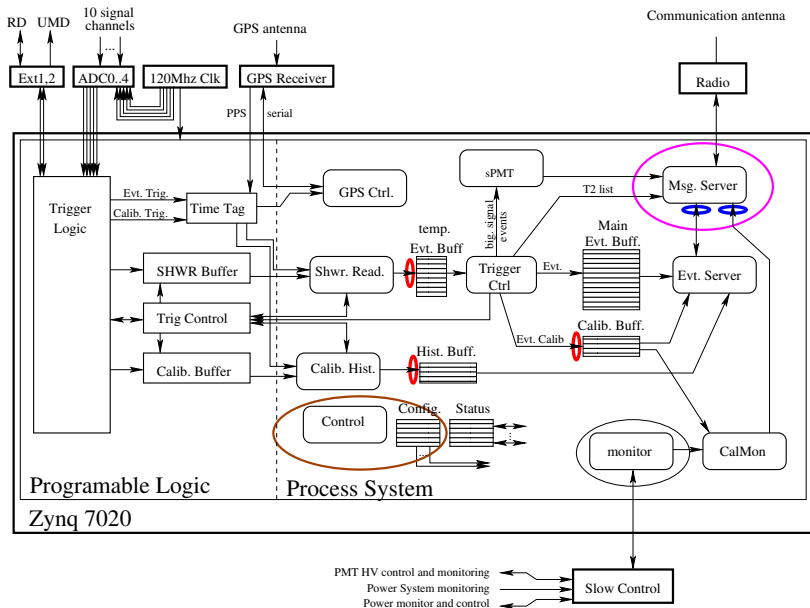 10 signal
channels
RD
UMD
...
GPS antenna
Communication antenna
Ext1,2
ADC0..4
120Mhz Clk
GPS Receiver
Radio
PPS
serial
sPMT
Msg. Server
GPS Ctrl.
T2 list
Trigger
Logic
Evt. Trig.
Calib. Trig.
Time Tag
big. signal
events
temp.
Evt. Buff
Main
Evt. Buff.
SHWR Buffer
Shwr. Read.
Trigger
Ctrl
Evt.
Evt. Server
Trig Control
Calib. Buff.
Evt. Calib
Hist. Buff.
Calib. Buffer
Calib. Hist.
Control
Config.
Status
...
...
monitor
CalMon
Programable Logic
Process System
Zynq 7020
PMT HV control and monitoring
Power System monitoring
Power monitor and control
Slow Control